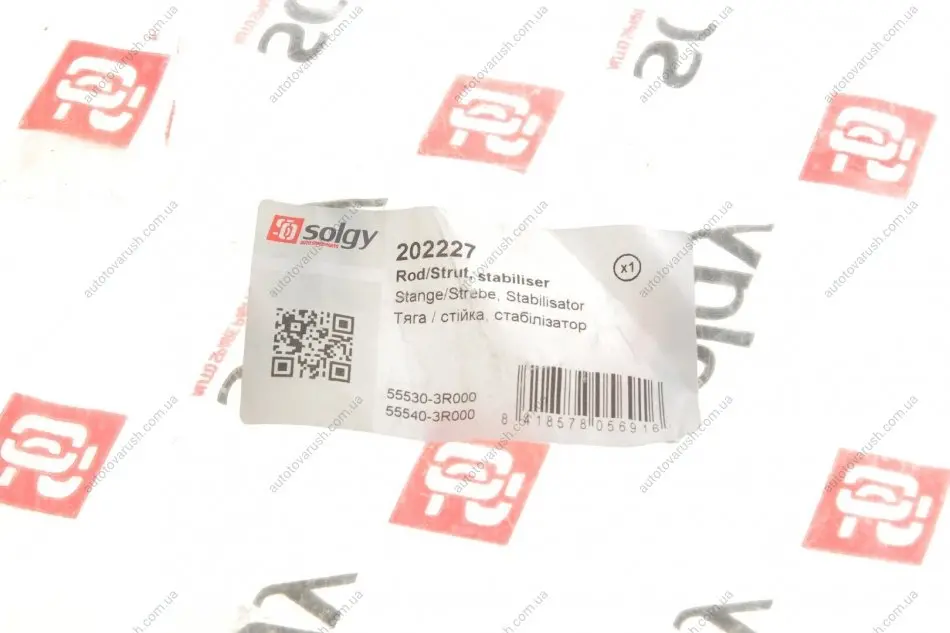 solgy
202227
Rod/Strut, stabiliser
Stange/Strebe, Stabilisator
Тяга / стійка, стабілізатор
x1
55530-3R000
55540-3R000
8 418578 056916
autotovarush.com.ua